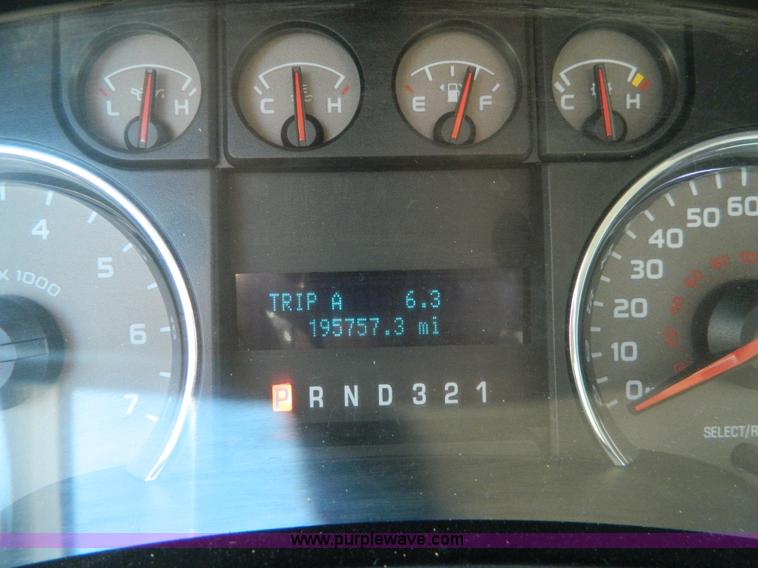 L H
C H
E F
C H
4
5
6
7
X 1000
TRIP A 6.3
195757.3 mi
P R N D 3 2 1
60
50
40
30
20
10
0
SELECT/R
www.purplewave.com